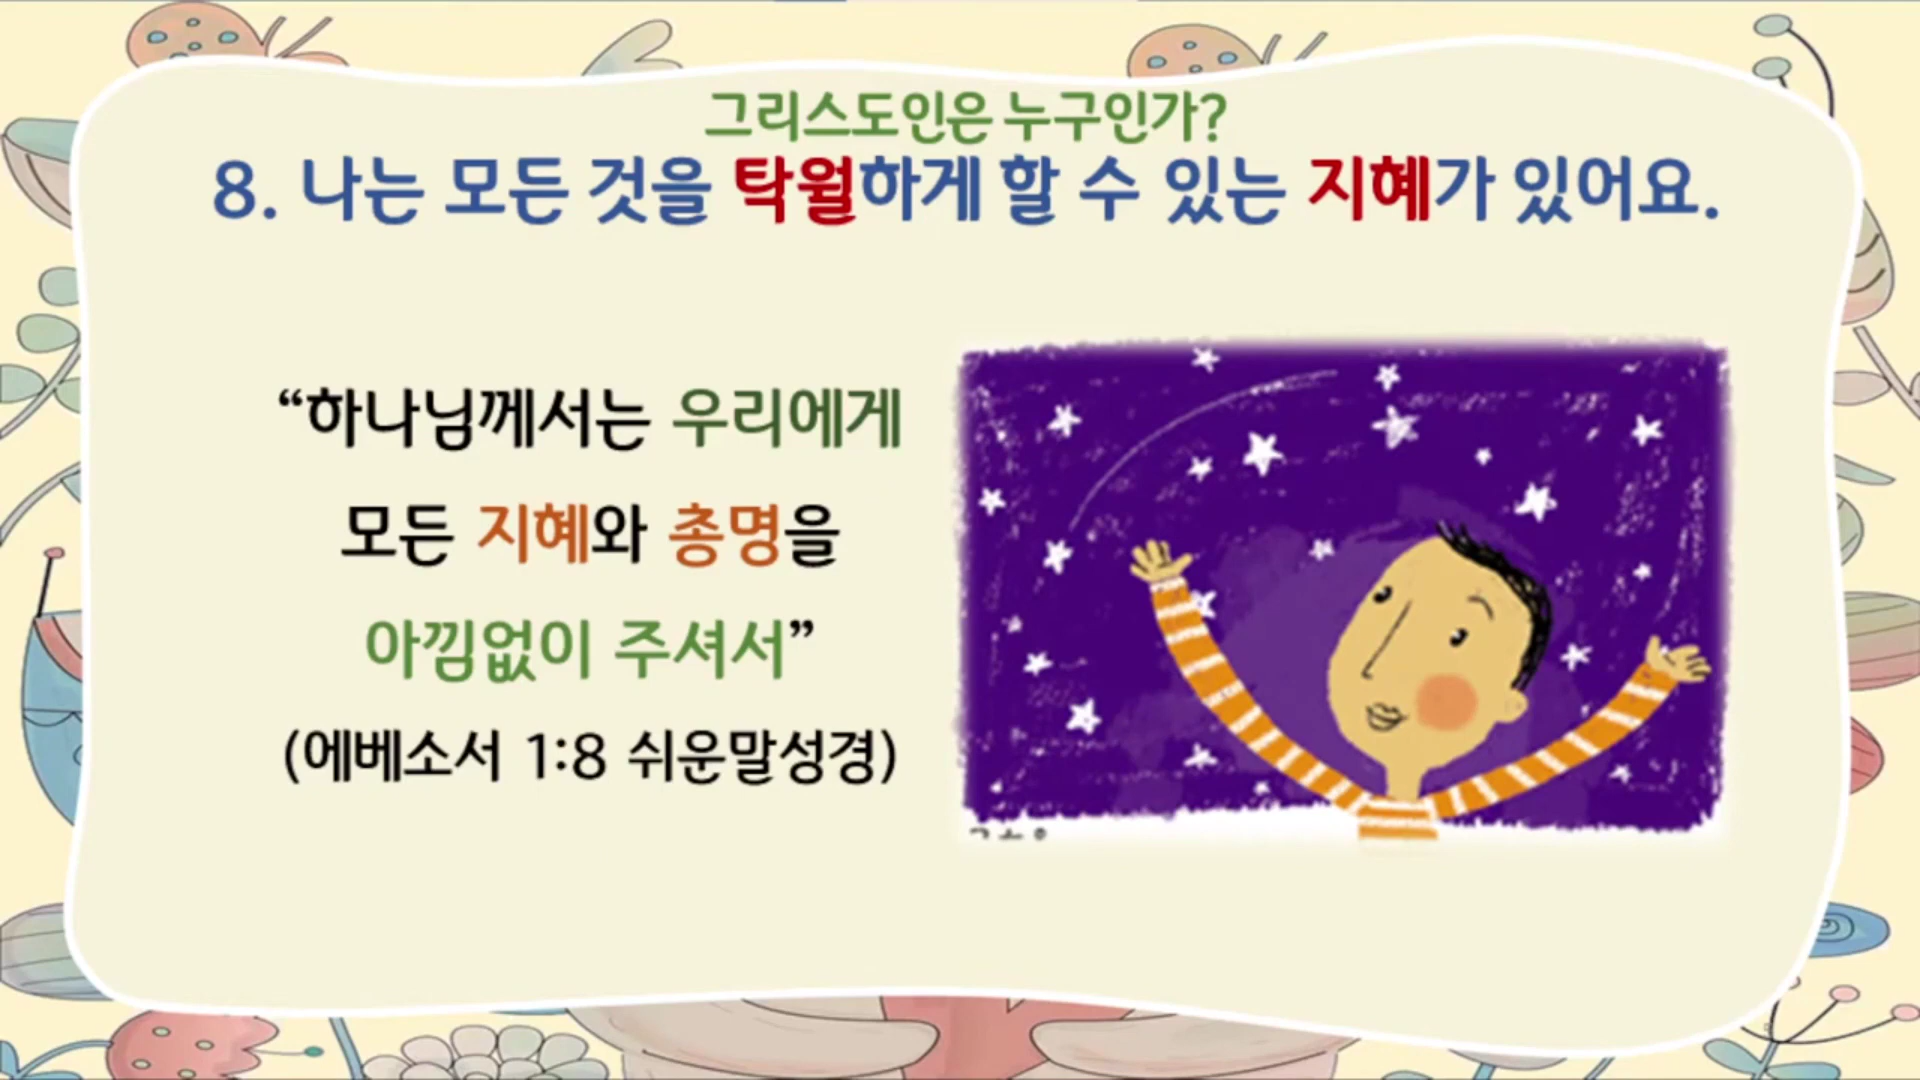 그리스도인은 누구인가?
8. 나는 모든 것을 탁월하게 할 수 있는 지혜가 있어요.
“하나님께서는 우리에게
모든 지혜와 총명을
아낌없이 주셔서”
(에베소서 1:8 쉬운말성경)